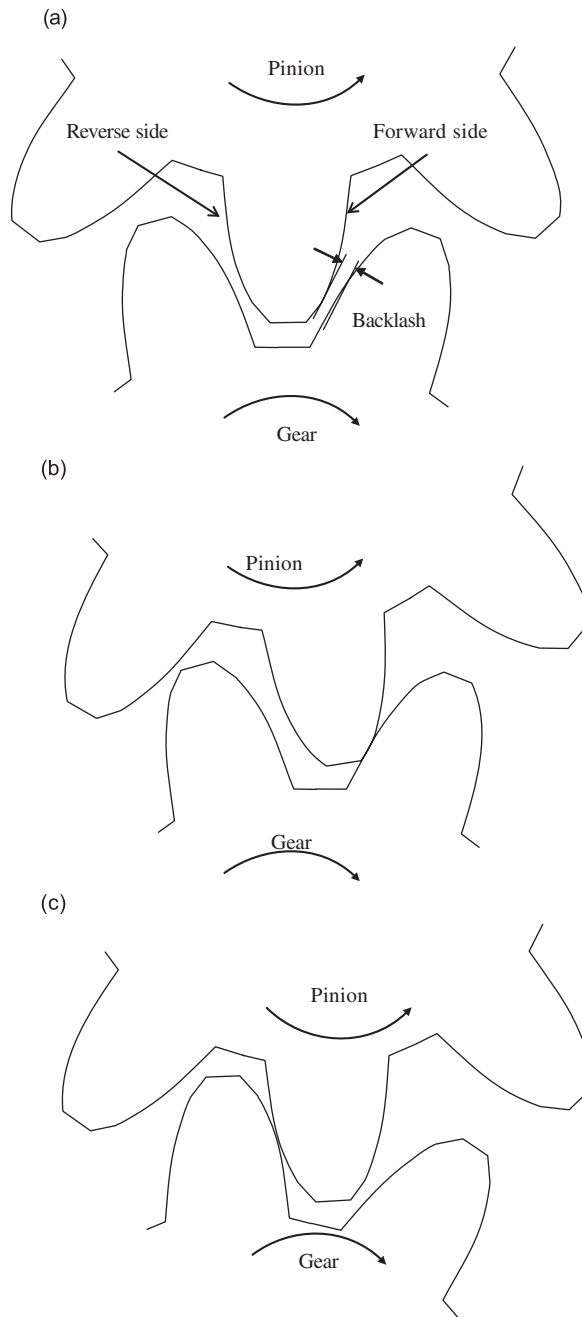 (a)
Pinion
Reverse side
Forward side
Backlash
Gear
(b)
Pinion
Gear
(c)
Pinion
Gear